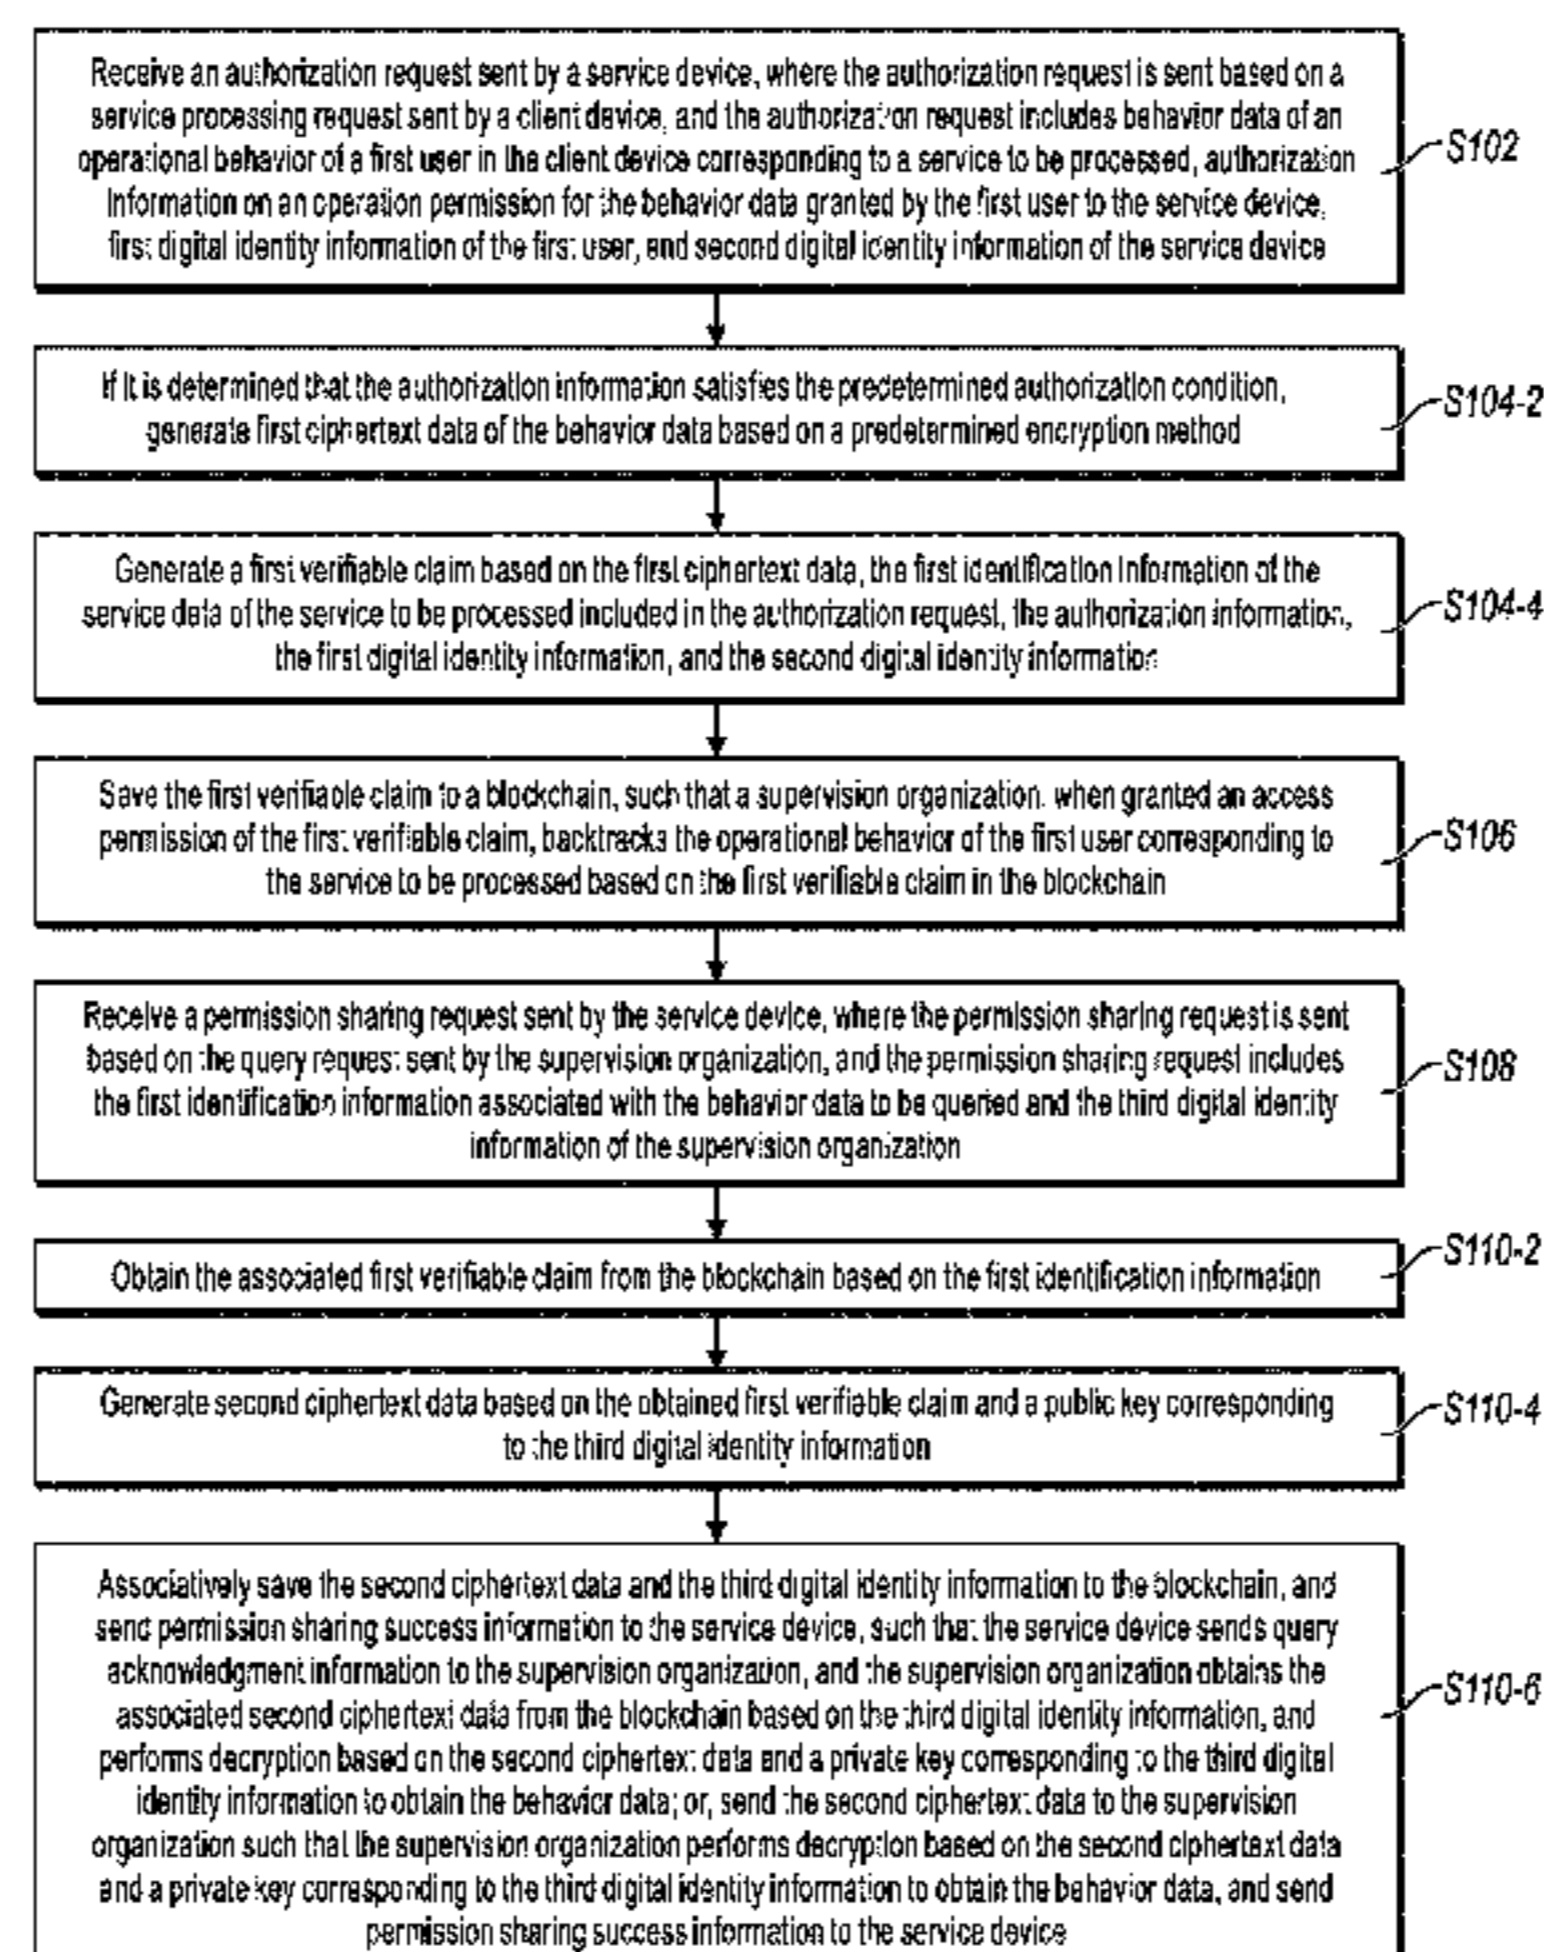 Receive an authorization request sent by a service device, where the authorization request is sent based on a
service processing request sent by a client device, and the authorization request includes behavior data of an
operational behavior of a first user in the client device corresponding to a service to be processed, authorization
Information on an operation permission for the behavior data granted by the first user to the service device,
first digital identity information of the first user, and second digital identity information of the service device
S102
If It is determined that the authorization information satisfies the predetermined authorization condition,
generate first ciphertext data of the behavior data based on a predetermined encryption method
S104-2
Generate a first verifiable claim based on the first ciphertext data, the first identification Information of the
service data of the service to be processed included in the authorization request, the authorization information,
the first digital identity information, and the second digital identity information
S104-4
Save the first verifiable claim to a blockchain, such that a supervision organization, when granted an access
permission of the first verifiable claim, backtracks the operational behavior of the first user corresponding to
the service to be processed based on the first verifiable claim in the blockchain
S106
Receive a permission sharing request sent by the service device, where the permission sharing request is sent
based on the query request sent by the supervision organization, and the permission sharing request includes
the first identification information associated with the behavior data to be queried and the third digital identity
information of the supervision organization
S108
Obtain the associated first verifiable claim from the blockchain based on the first identification information
S110-2
Generate second ciphertext data based on the obtained first verifiable claim and a public key corresponding
to the third digital identity information
S110-4
Associatively save the second ciphertext data and the third digital identity information to the blockchain, and
send permission sharing success information to the service device, such that the service device sends query
acknowledgment information to the supervision organization, and the supervision organization obtains the
associated second ciphertext data from the blockchain based on the third digital identity information, and
performs decryption based on the second ciphertext data and a private key corresponding to the third digital
identity information to obtain the behavior data; or, send the second ciphertext data to the supervision
organization such that the supervision organization performs decryption based on the second ciphertext data
and a private key corresponding to the third digital identity information to obtain the behavior data, and send
permission sharing success information to the service device
S110-6